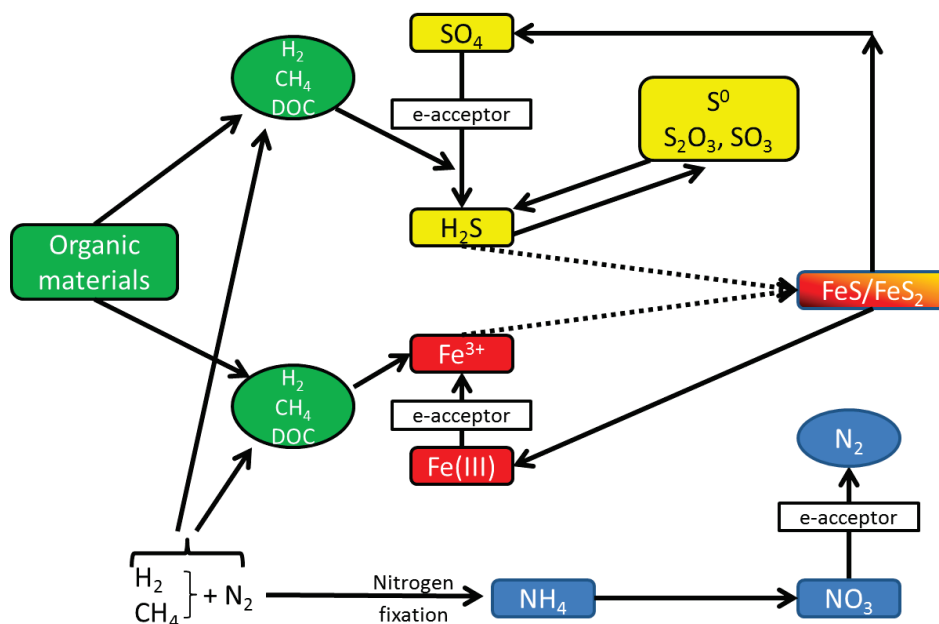 SO₄
H₂
CH₄
DOC
e-acceptor
S⁰
S₂O₃, SO₃
H₂S
Organic
materials
FeS/FeS₂
Fe³⁺
H₂
CH₄
DOC
e-acceptor
Fe(III)
N₂
e-acceptor
H₂
CH₄
+ N₂
Nitrogen
fixation
NH₄
NO₃